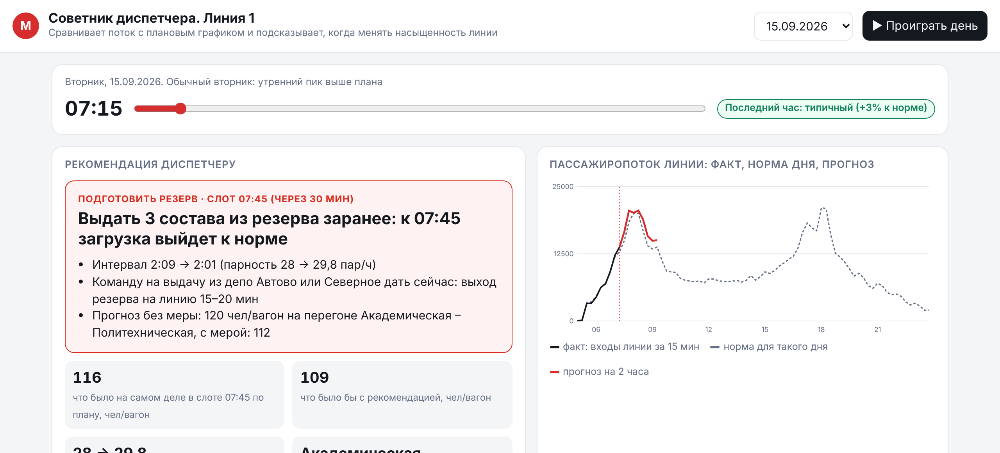 М
Советник диспетчера. Линия 1
Сравнивает поток с плановым графиком и подсказывает, когда менять насыщенность линии
15.09.2026
▶ Проиграть день
Вторник, 15.09.2026. Обычный вторник: утренний пик выше плана
07:15
Последний час: типичный (+3% к норме)
РЕКОМЕНДАЦИЯ ДИСПЕТЧЕРУ
ПОДГОТОВИТЬ РЕЗЕРВ · СЛОТ 07:45 (ЧЕРЕЗ 30 МИН)
Выдать 3 состава из резерва заранее: к 07:45
загрузка выйдет к норме
• Интервал 2:09 → 2:01 (парность 28 → 29,8 пар/ч)
• Команду на выдачу из депо Автово или Северное дать сейчас: выход
резерва на линию 15–20 мин
• Прогноз без меры: 120 чел/вагон на перегоне Академическая –
Политехническая, с мерой: 112
116
что было на самом деле в слоте 07:45 по
плану, чел/вагон
109
что было бы с рекомендацией, чел/вагон
28 → 29,8
Академическая
ПАССАЖИРОПОТОК ЛИНИИ: ФАКТ, НОРМА ДНЯ, ПРОГНОЗ
25000
12500
0
06 09 12 15 18 21
факт: входы линии за 15 мин
норма для такого дня
прогноз на 2 часа